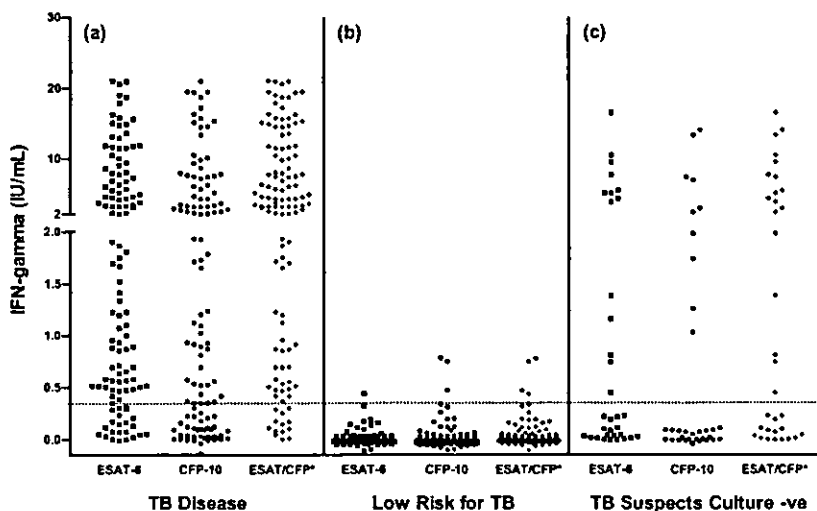 (a) (b) (c)
30
20
10
2
2.0
1.5
1.0
0.5
0.0
IFN-gamma (IU/mL)
ESAT-6 CFP-10 ESAT/CFP* ESAT-6 CFP-10 ESAT/CFP* ESAT-6 CFP-10 ESAT/CFP*
TB Disease Low Risk for TB TB Suspects Culture -ve